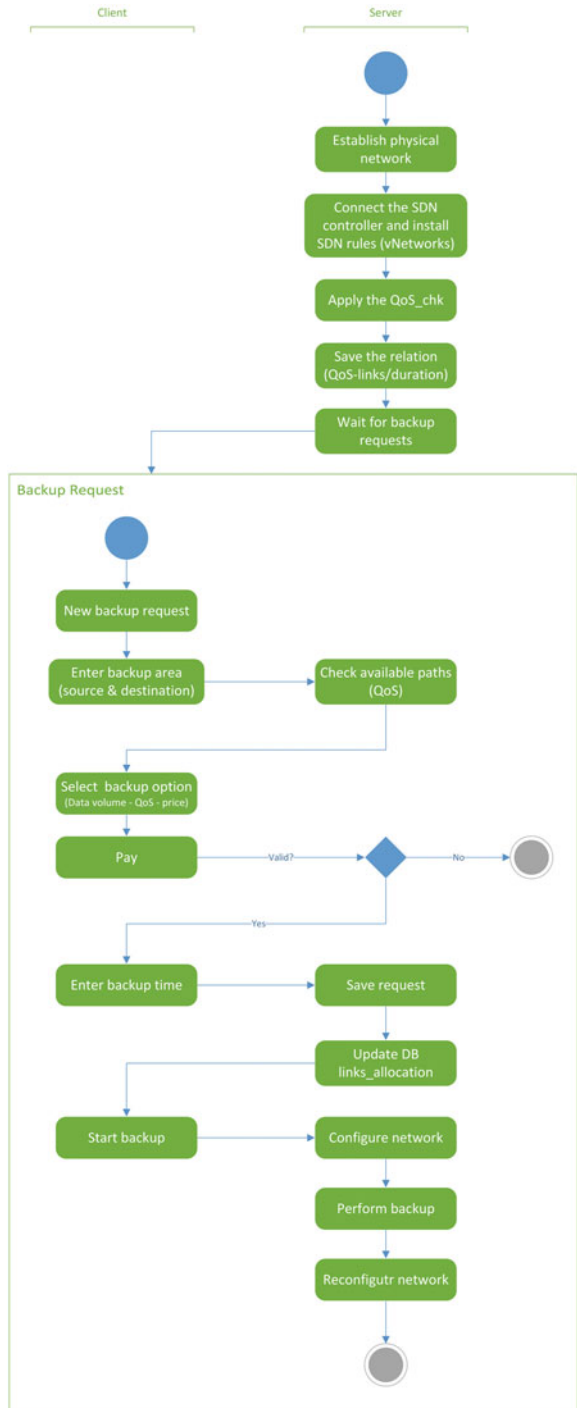 Client
Server
Establish physical
network
Connect the SDN
controller and install
SDN rules (vNetworks)
Apply the QoS_chk
Save the relation
(QoS-links/duration)
Wait for backup
requests
Backup Request
New backup request
Enter backup area
(source & destination)
Check available paths
(QoS)
Select backup option
(Data volume - QoS - price)
Pay
Valid?
No
Yes
Enter backup time
Save request
Update DB
links_allocation
Start backup
Configure network
Perform backup
Reconfigutr network